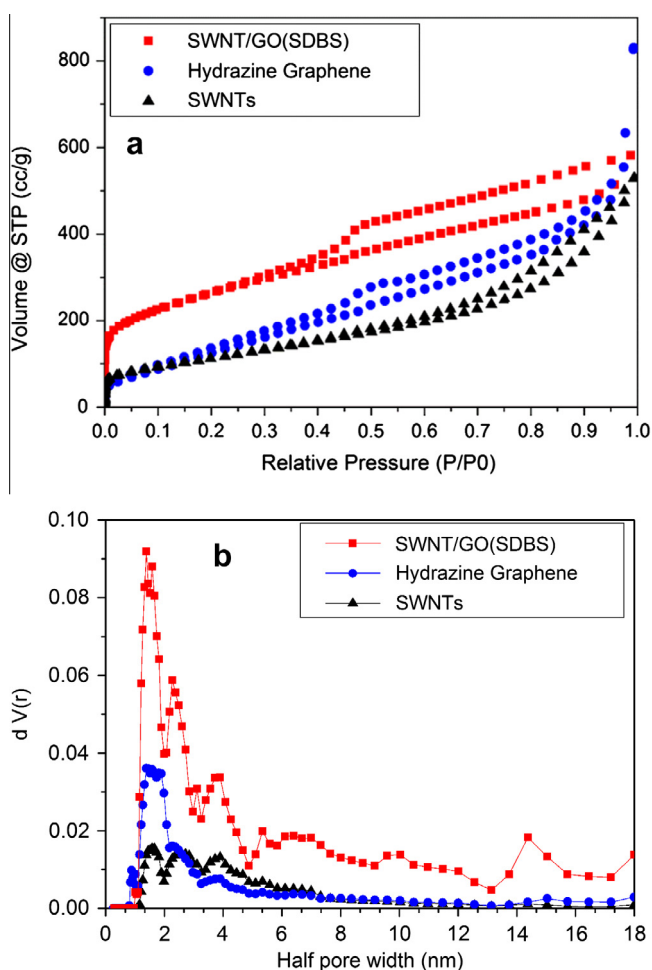 SWNT/GO(SDBS)
Hydrazine Graphene
SWNTs
a
800
600
400
200
0
Volume @ STP (cc/g)
0.0 0.1 0.2 0.3 0.4 0.5 0.6 0.7 0.8 0.9 1.0
Relative Pressure (P/P0)
b
SWNT/GO(SDBS)
Hydrazine Graphene
SWNTs
0.10
0.08
0.06
0.04
0.02
0.00
d V(r)
0 2 4 6 8 10 12 14 16 18
Half pore width (nm)